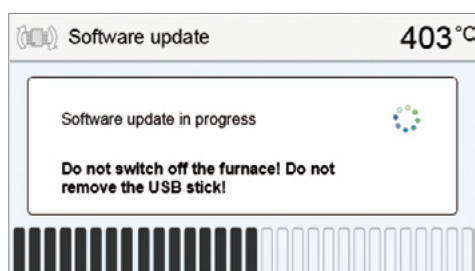 Software update
403°C
Software update in progress
Do not switch off the furnace! Do not
remove the USB stick!